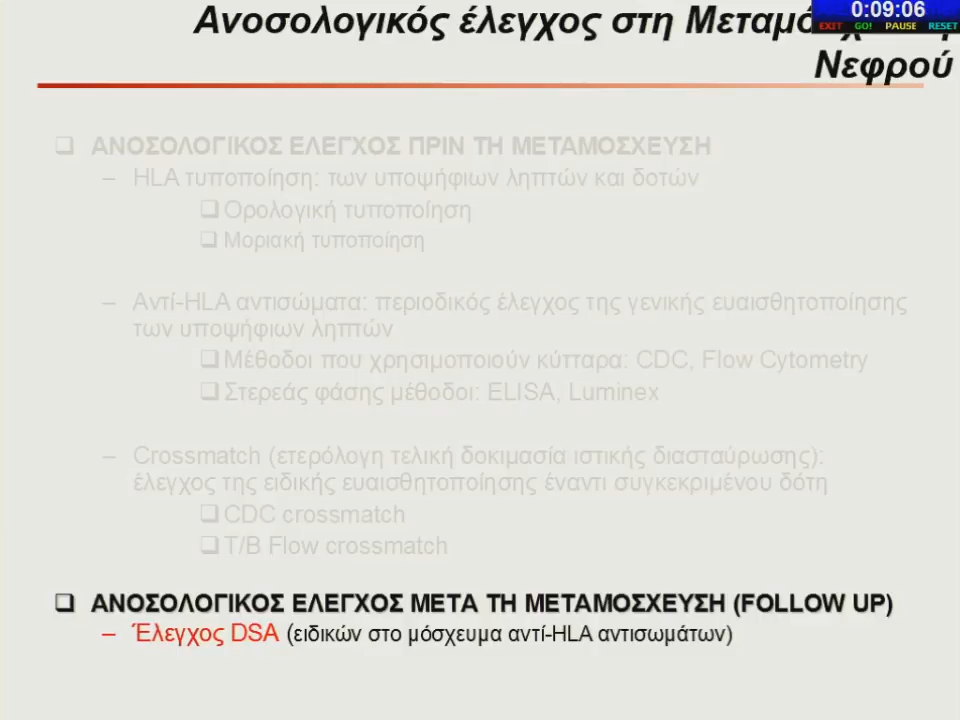 Ανοσολογικός έλεγχος στη
Νεφρού
0:09:06
EXIT GO! PAUSE RESET
❑ ΑΝΟΣΟΛΟΓΙΚΟΣ ΕΛΕΓΧΟΣ ΠΡΙΝ ΤΗ ΜΕΤΑΜΟΣΧΕΥΣΗ
– HLA τυποποίηση: των υποψήφιων ληπτών και δοτών
❑ Ορολογική τυποποίηση
❑ Μοριακή τυποποίηση
– Αντί-HLA αντισώματα: περιοδικός έλεγχος της γενικής ευαισθητοποίησης
των υποψήφιων ληπτών
❑ Μέθοδοι που χρησιμοποιούν κύτταρα: CDC, Flow Cytometry
❑ Στερεάς φάσης μέθοδοι: ELISA, Luminex
– Crossmatch (ετερόλογη τελική δοκιμασία ιστικής διασταύρωσης):
έλεγχος της ειδικής ευαισθητοποίησης έναντι συγκεκριμένου δότη
❑ CDC crossmatch
❑ T/B Flow crossmatch
❑ ΑΝΟΣΟΛΟΓΙΚΟΣ ΕΛΕΓΧΟΣ ΜΕΤΑ ΤΗ ΜΕΤΑΜΟΣΧΕΥΣΗ (FOLLOW UP)
– Έλεγχος DSA (ειδικών στο μόσχευμα αντί-HLA αντισωμάτων)